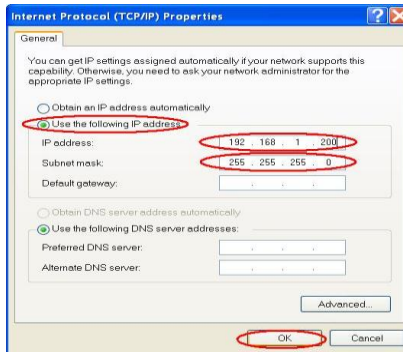 Internet Protocol (TCP/IP) Properties
General
You can get IP settings assigned automatically if your network supports this
capability. Otherwise, you need to ask your network administrator for the
appropriate IP settings.
Obtain an IP address automatically
Use the following IP address:
IP address: 192 . 168 . 1 . 200
Subnet mask: 255 . 255 . 255 . 0
Default gateway: . . .
Obtain DNS server address automatically
Use the following DNS server addresses:
Preferred DNS server: . . .
Alternate DNS server: . . .
Advanced...
OK Cancel